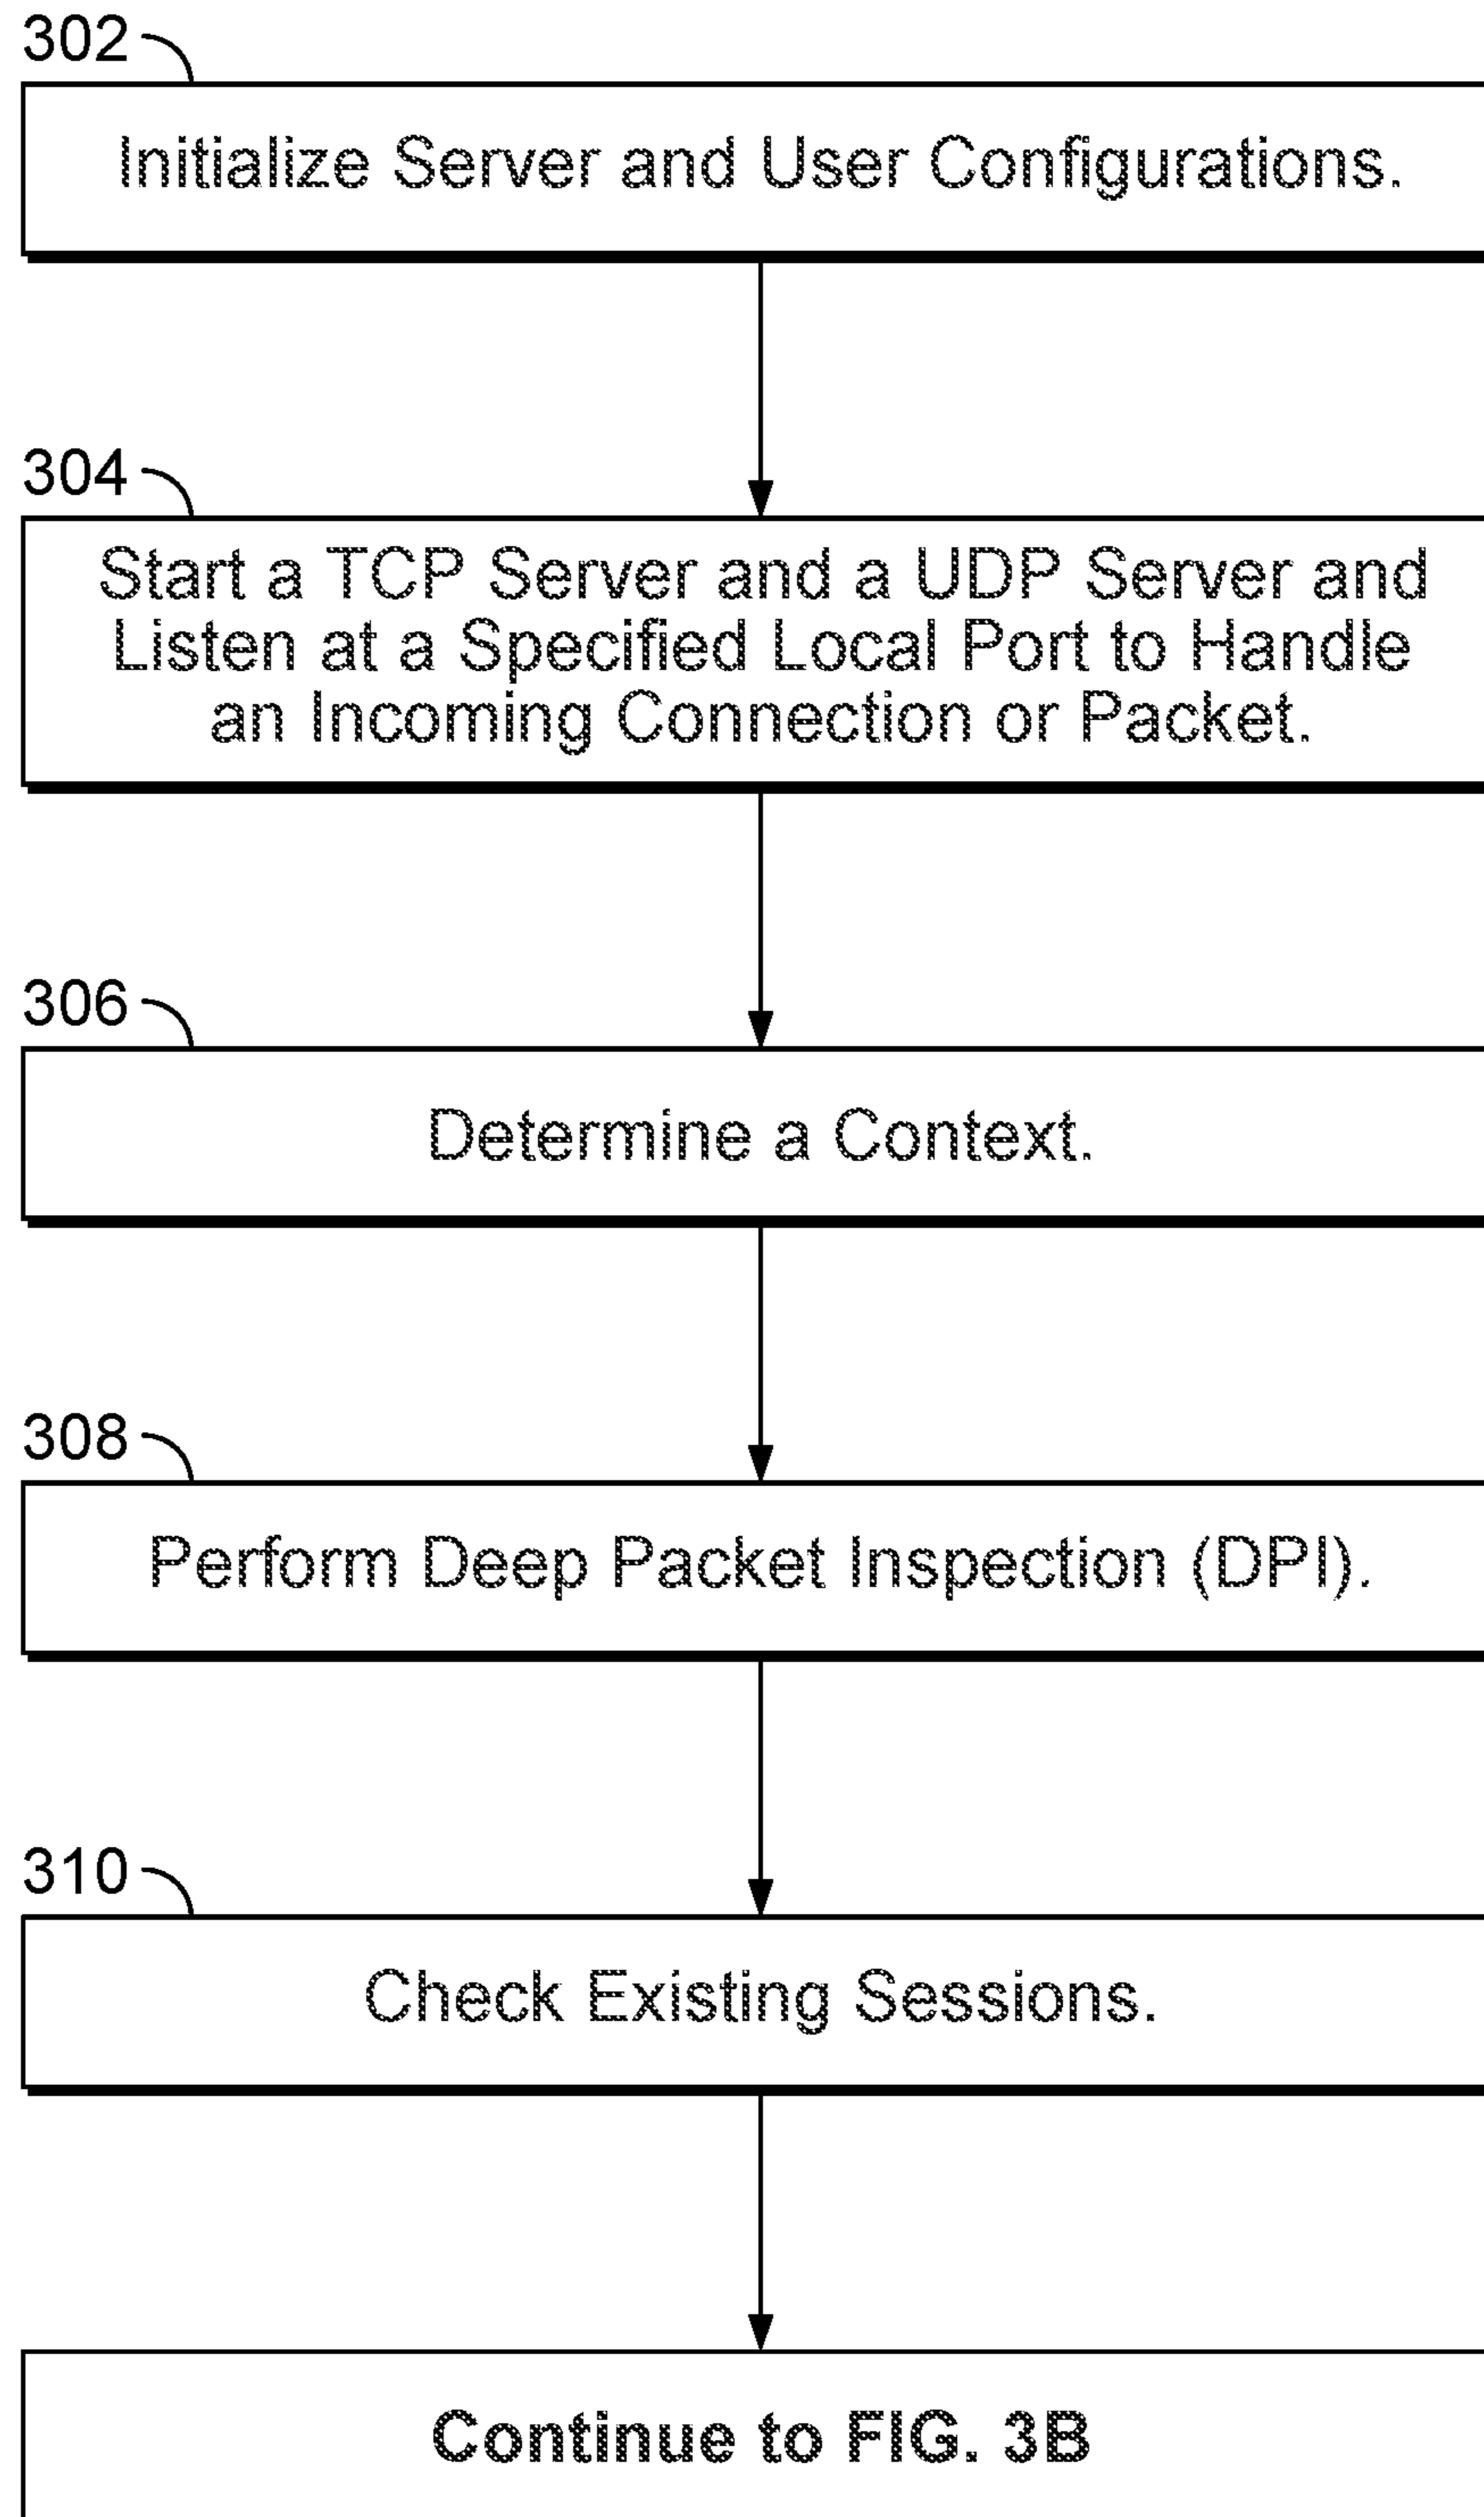 302
Initialize Server and User Configurations.
304
Start a TCP Server and a UDP Server and
Listen at a Specified Local Port to Handle
an Incoming Connection or Packet.
306
Determine a Context.
308
Perform Deep Packet Inspection (DPI).
310
Check Existing Sessions.
Continue to FIG. 3B